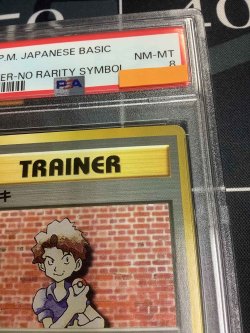 P.M. JAPANESE BASIC
NM-MT
ER-NO RARITY SYMBOL
8
PSA
TRAINER
キ